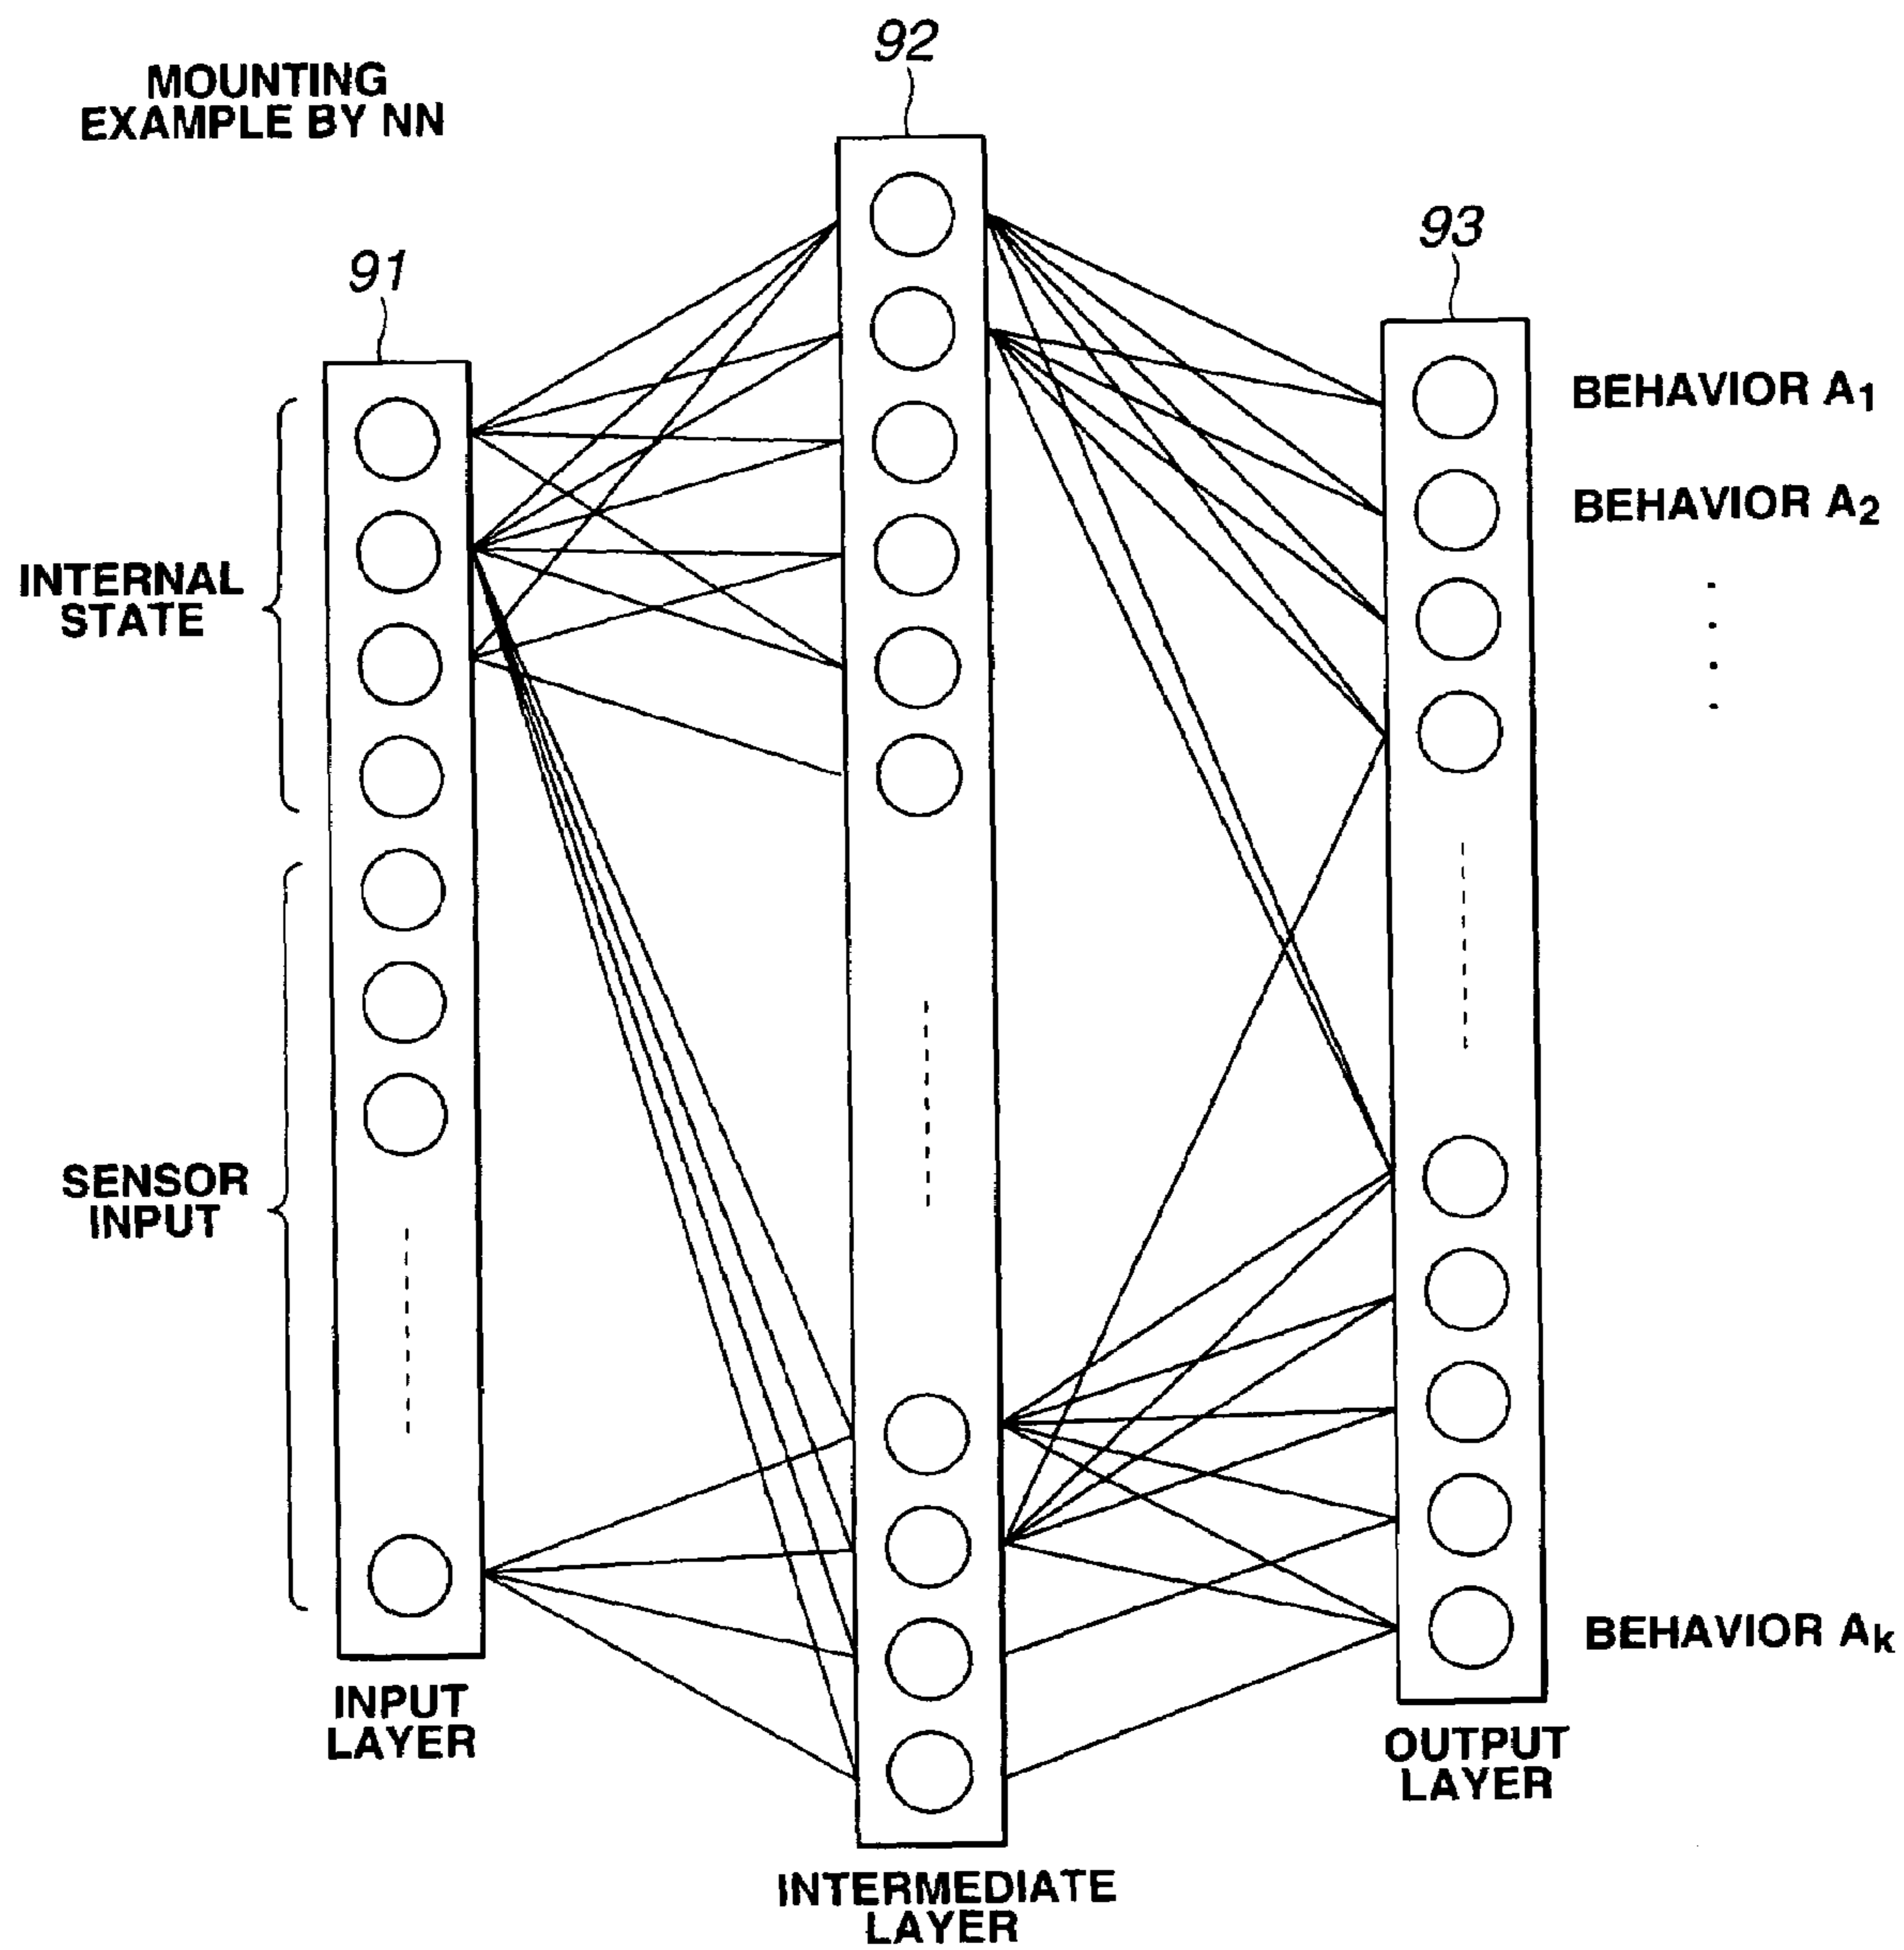 MOUNTING
EXAMPLE BY NN
92
91
93
BEHAVIOR A1
BEHAVIOR A2
INTERNAL
STATE
SENSOR
INPUT
BEHAVIOR Ak
INPUT
LAYER
OUTPUT
LAYER
INTERMEDIATE
LAYER